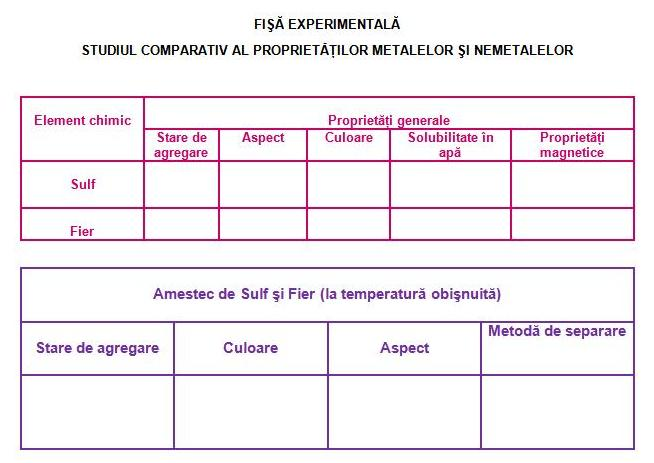 FIŞĂ EXPERIMENTALĂ
STUDIUL COMPARATIV AL PROPRIETĂȚILOR METALELOR ŞI NEMETALELOR
Element chimic
Proprietăți generale
Stare de
agregare
Aspect
Culoare
Solubilitate în
apă
Proprietăți
magnetice
Sulf
Fier
Amestec de Sulf şi Fier (la temperatură obişnuită)
Stare de agregare
Culoare
Aspect
Metodă de separare